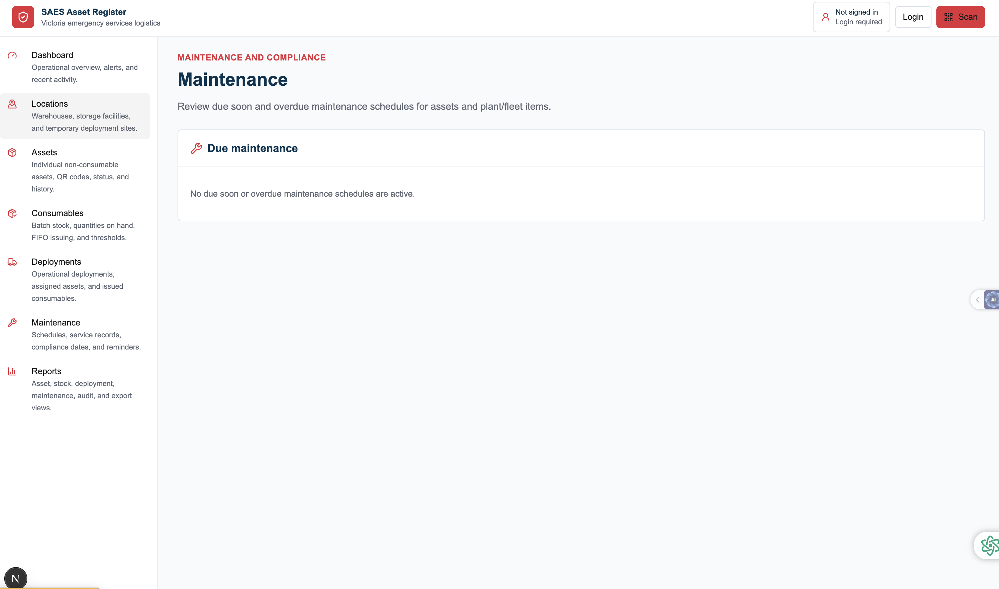 SAES Asset Register
Victoria emergency services logistics
Not signed in
Login required
Login
Scan
Dashboard
Operational overview, alerts, and
recent activity.
Locations
Warehouses, storage facilities,
and temporary deployment sites.
Assets
Individual non-consumable
assets, QR codes, status, and
history.
Consumables
Batch stock, quantities on hand,
FIFO issuing, and thresholds.
Deployments
Operational deployments,
assigned assets, and issued
consumables.
Maintenance
Schedules, service records,
compliance dates, and reminders.
Reports
Asset, stock, deployment,
maintenance, audit, and export
views.
MAINTENANCE AND COMPLIANCE
Maintenance
Review due soon and overdue maintenance schedules for assets and plant/fleet items.
Due maintenance
No due soon or overdue maintenance schedules are active.
AI
N